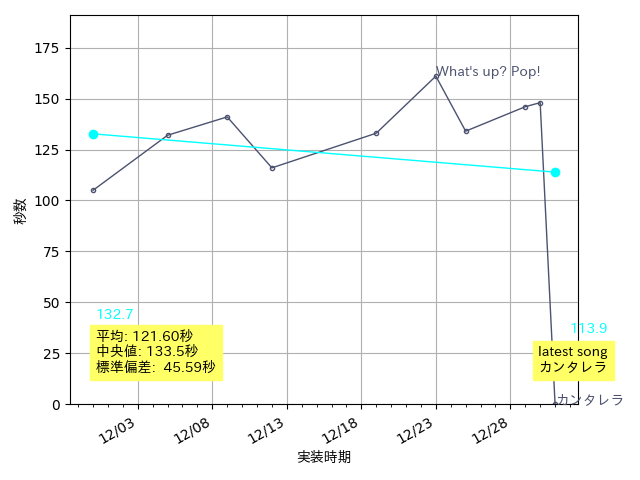 175
150
125
100
75
50
25
0
秒数
What's up? Pop!
132.7
平均: 121.60秒
中央値: 133.5秒
標準偏差: 45.59秒
113.9
latest song
カンタレラ
カンタレラ
12/03
12/08
12/13
12/18
12/23
12/28
実装時期